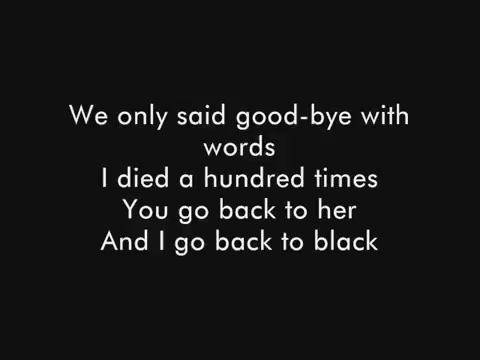 We only said good-bye with
words
I died a hundred times
You go back to her
And I go back to black